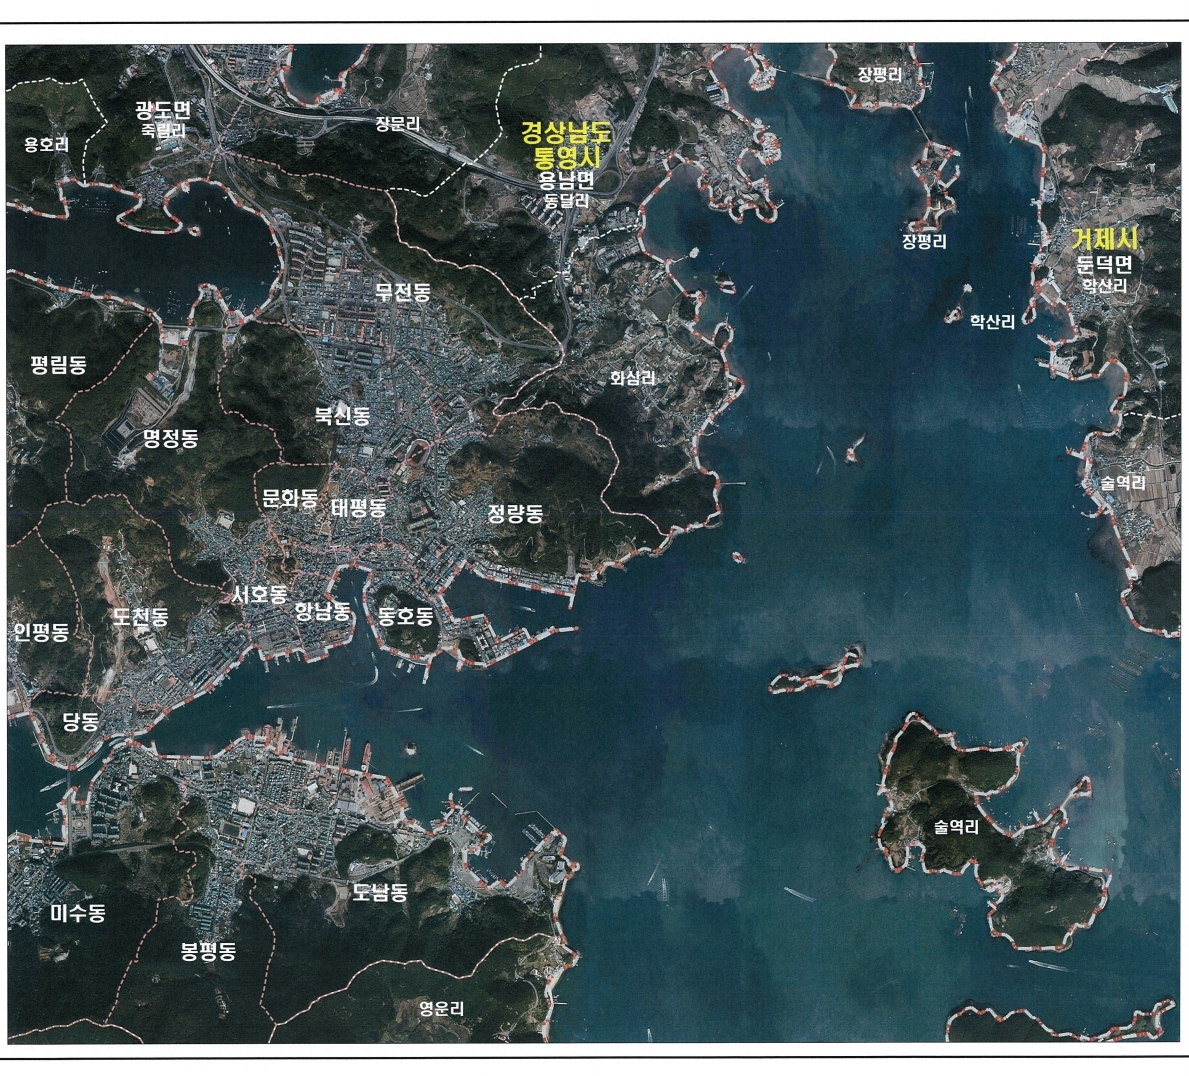 장평리
광도면
죽림리
장문리
경상남도
통영시
용호리
용남면
동달리
장평리
거제시
둔덕면
학산리
무전동
학산리
평림동
화삼리
북신동
명정동
술역리
문화동
태평동
정량동
서호동
항남동
동호동
도천동
인평동
당동
술역리
도남동
미수동
봉평동
영운리